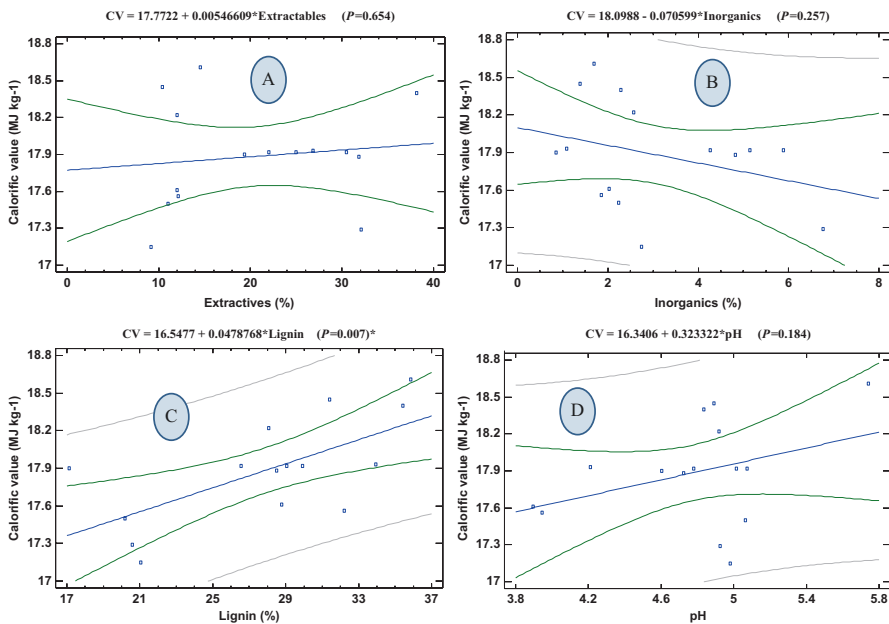 CV = 17.7722 + 0.00546609*Extractables (P=0.654)
18.8
18.5
18.2
17.9
17.6
17.3
17
Calorific value (MJ kg-1)
A
0 10 20 30 40
Extractives (%)
CV = 18.0988 - 0.070599*Inorganics (P=0.257)
18.8
18.5
18.2
17.9
17.6
17.3
17
Calorific value (MJ kg-1)
B
0 2 4 6 8
Inorganics (%)
CV = 16.5477 + 0.0478768*Lignin (P=0.007)*
18.8
18.5
18.2
17.9
17.6
17.3
17
Calorific value (MJ kg-1)
C
17 21 25 29 33 37
Lignin (%)
CV = 16.3406 + 0.323322*pH (P=0.184)
18.8
18.5
18.2
17.9
17.6
17.3
17
Calorific value (MJ kg-1)
D
3.8 4.2 4.6 5 5.4 5.8
pH